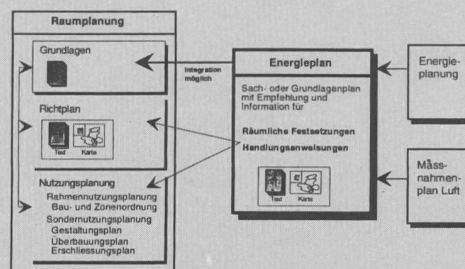 Raumplanung
Grundlagen
Richtplan
Text Karte
Nutzungsplanung
Rahmennutzungsplanung
Bau- und Zonenordnung
Sondernutzungsplanung
Gestaltungsplan
Überbauungsplan
Erschliessungsplan
Integration
möglich
Energieplan
Sach- oder Grundlagenplan
mit Empfehlung und
Information für
Räumliche Festsetzungen
Handlungsanweisungen
Text Karte
Energie-
planung
Mass-
nahmen-
plan Luft